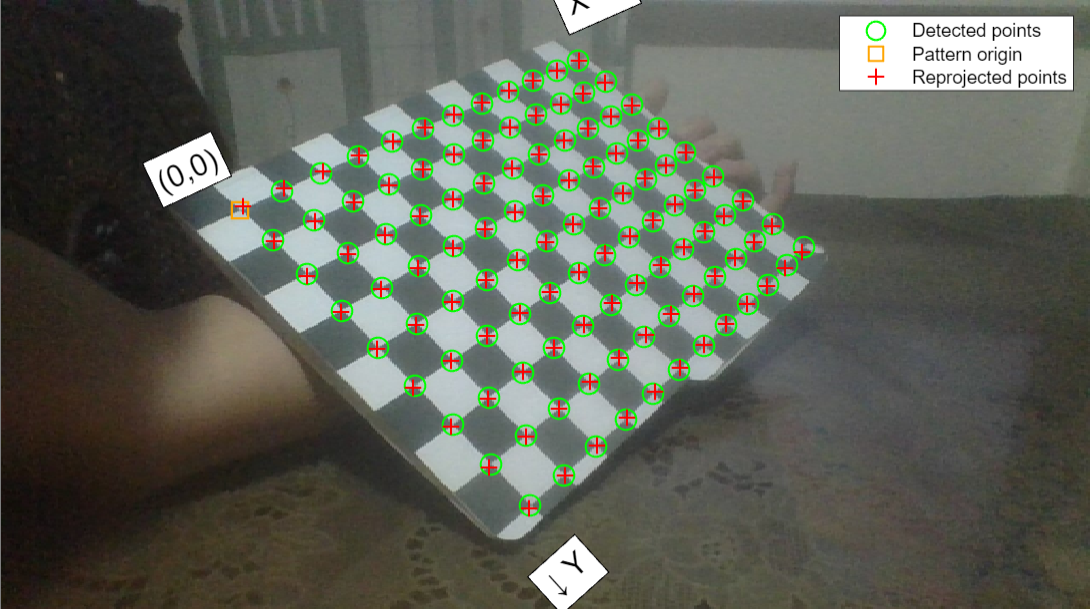 X
Detected points
Pattern origin
Reprojected points
(0,0)
↓ Y